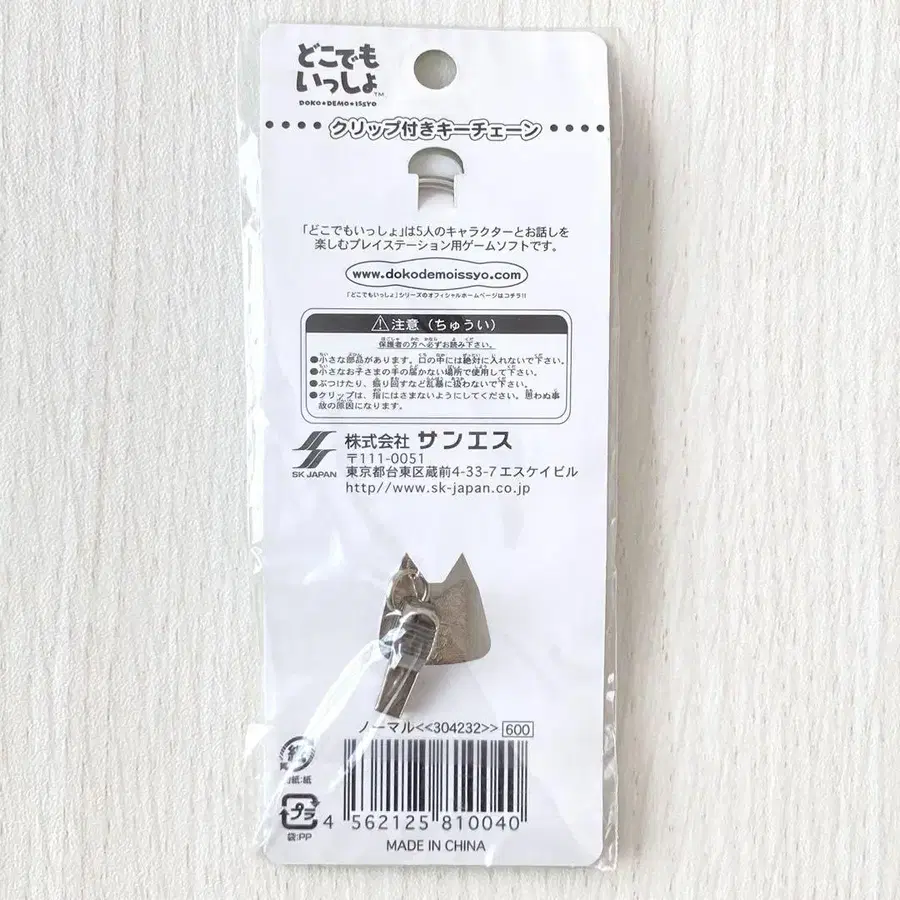 どこでも
いっしょ™
DOKO•DEMO•ISSYO
クリップ付きキーチェーン
「どこでもいっしょ」は5人のキャラクターとお話しを
楽しむプレイステーション用ゲームソフトです。
www.dokodemoissyo.com
「どこでもいっしょ」シリーズのオフィシャルホームページはコチラ!!
注意(ちゅうい)
保護者の方へ必ずお読み下さい。
●小さな部品があります。口の中には絶対に入れないで下さい。
●小さなお子さまの手の届かない場所で使用して下さい。
●ぶつけたり、振り回すなど乱暴に扱わないで下さい。
●クリップは、指にはさまないようにしてください。思わぬ事
故の原因になります。
SK JAPAN
株式会社 サンエス
〒111-0051
東京都台東区蔵前4-33-7エスケイビル
http//www.sk-japan.co.jp
ノーマル<<304232>> 600
紙
紙:紙
プラ
袋:PP
4 562125 810040
MADE IN CHINA